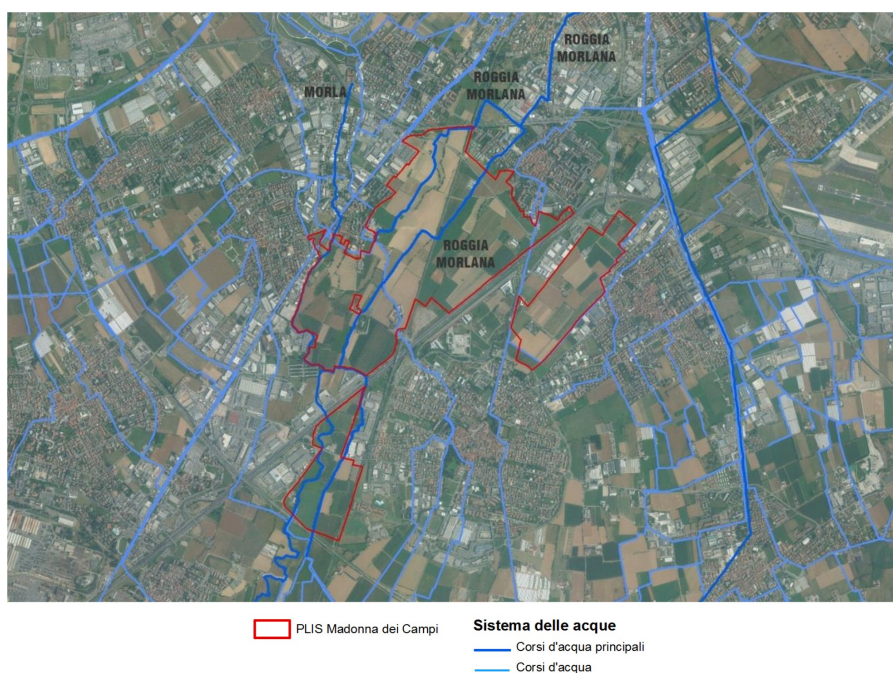 ROGGIA
MORLANA
ROGGIA
MORLANA
MORLA
ROGGIA
MORLANA
PLIS Madonna dei Campi
Sistema delle acque
Corsi d'acqua principali
Corsi d'acqua